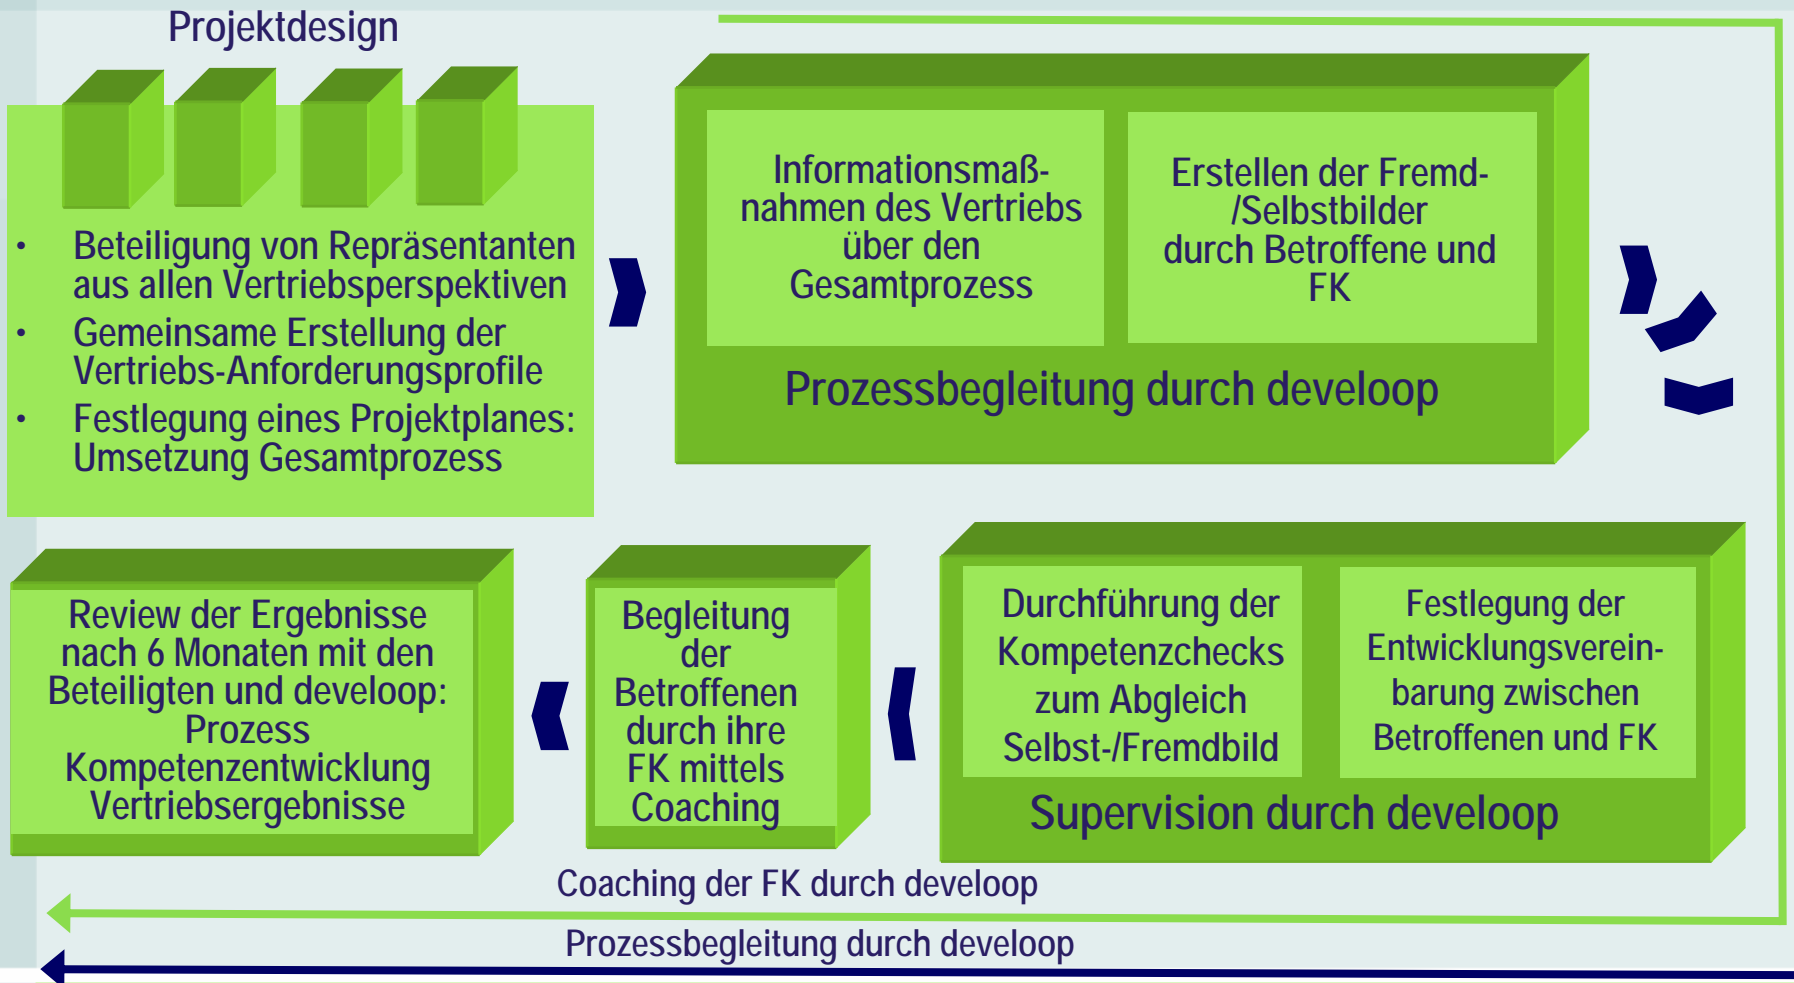 Projektdesign
• Beteiligung von Repräsentanten
aus allen Vertriebsperspektiven
• Gemeinsame Erstellung der
Vertriebs-Anforderungsprofile
• Festlegung eines Projektplanes:
Umsetzung Gesamtprozess
Informationsmaß-
nahmen des Vertriebs
über den
Gesamtprozess
Erstellen der Fremd-
/Selbstbilder
durch Betroffene und
FK
Prozessbegleitung durch develoop
Durchführung der
Kompetenzchecks
zum Abgleich
Selbst-/Fremdbild
Festlegung der
Entwicklungsverein-
barung zwischen
Betroffenen und FK
Supervision durch develoop
Begleitung
der
Betroffenen
durch ihre
FK mittels
Coaching
Review der Ergebnisse
nach 6 Monaten mit den
Beteiligten und develoop:
Prozess
Kompetenzentwicklung
Vertriebsergebnisse
Coaching der FK durch develoop
Prozessbegleitung durch develoop